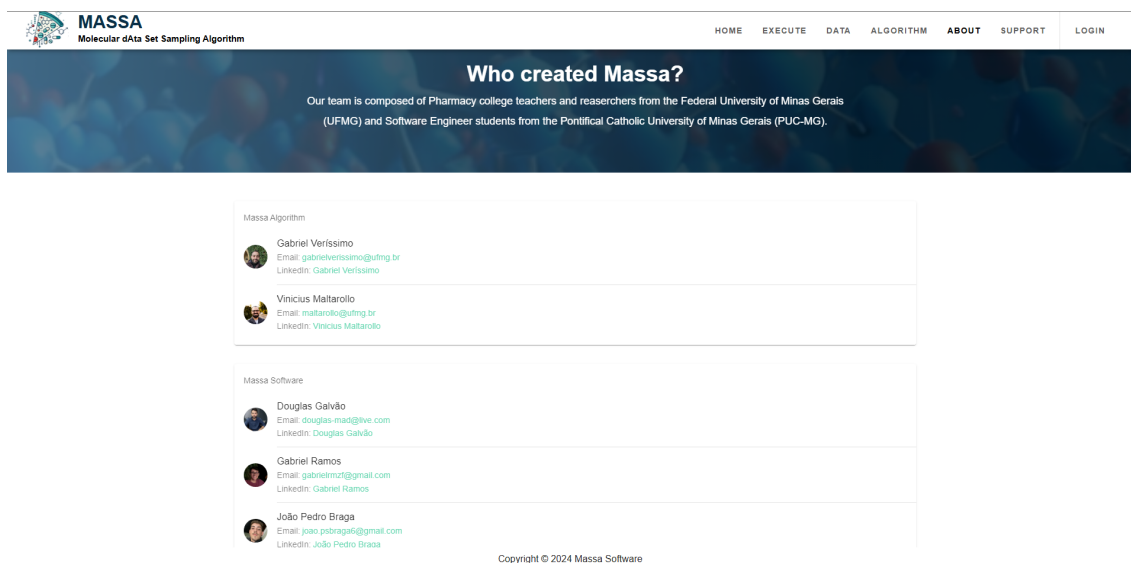 MASSA
Molecular dAta Set Sampling Algorithm
HOME EXECUTE DATA ALGORITHM ABOUT SUPPORT LOGIN
Who created Massa?
Our team is composed of Pharmacy college teachers and reaserchers from the Federal University of Minas Gerais
(UFMG) and Software Engineer students from the Pontifical Catholic University of Minas Gerais (PUC-MG).
Massa Algorithm
Gabriel Veríssimo
Email: gabrielverissimo@ufmg.br
LinkedIn: Gabriel Veríssimo
Vinicius Maltarollo
Email: maltarollo@ufmg.br
LinkedIn: Vinicius Maltarollo
Massa Software
Douglas Galvão
Email: douglas-mad@live.com
LinkedIn: Douglas Galvão
Gabriel Ramos
Email: gabrielrmzf@gmail.com
LinkedIn: Gabriel Ramos
João Pedro Braga
Email: joao.psbraga6@gmail.com
LinkedIn: João Pedro Braga
Copyright © 2024 Massa Software